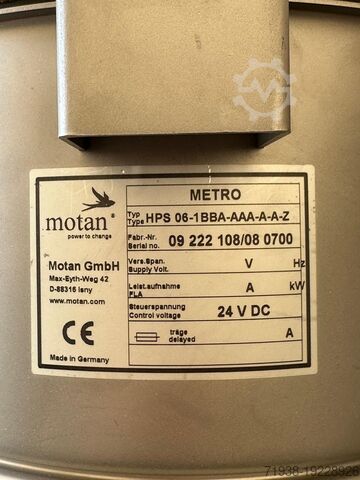 motan®
power to change
Motan GmbH
Max-Eyth-Weg 42
D-88316 Isny
www.motan.com
CE
Made in Germany
METRO
Typ
Type HPS 06-1BBA-AAA-A-A-Z
Fabr.-Nr.
Serial no. 09 222 108/08 0700
Vers.Span.
Supply Volt. V Hz
Leist.aufnahme
FLA A kW
Steuerspannung
Control voltage 24 V DC
träge
delayed A
71938-19228926